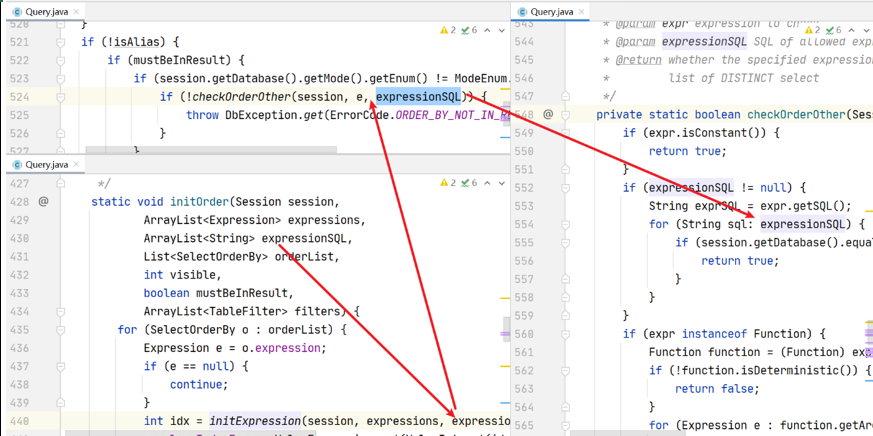 Query.java
520 }
521 if (!isAlias) {
522 if (mustBeInResult) {
523 if (session.getDatabase().getMode().getEnum() != ModeEnum.
524 if (!checkOrderOther(session, e, expressionSQL)) {
525 throw DbException.get(ErrorCode.ORDER_BY_NOT_IN_
526 }
527 }
2 6
Query.java
427 */
428 @ static void initOrder(Session session,
429 ArrayList<Expression> expressions,
430 ArrayList<String> expressionSQL,
431 List<SelectOrderBy> orderList,
432 int visible,
433 boolean mustBeInResult,
434 ArrayList<TableFilter> filters) {
435 for (SelectOrderBy o : orderList) {
436 Expression e = o.expression;
437 if (e == null) {
438 continue;
439 }
440 int idx = initExpression(session, expressions, expressio
2 6
Query.java
543 * @param expr expression to check
544 * @param expressionSQL SQL of allowed exp
545 * @return whether the specified expression
546 * list of DISTINCT select
547 */
548 @ private static boolean checkOrderOther(Ses
549 if (expr.isConstant()) {
550 return true;
551 }
552 if (expressionSQL != null) {
553 String exprSQL = expr.getSQL();
554 for (String sql: expressionSQL) {
555 if (session.getDatabase().equa
556 return true;
557 }
558 }
559 }
560 if (expr instanceof Function) {
561 Function function = (Function) exp
562 if (!function.isDeterministic()) {
563 return false;
564 }
565 for (Expression e : function.getAr
2 6